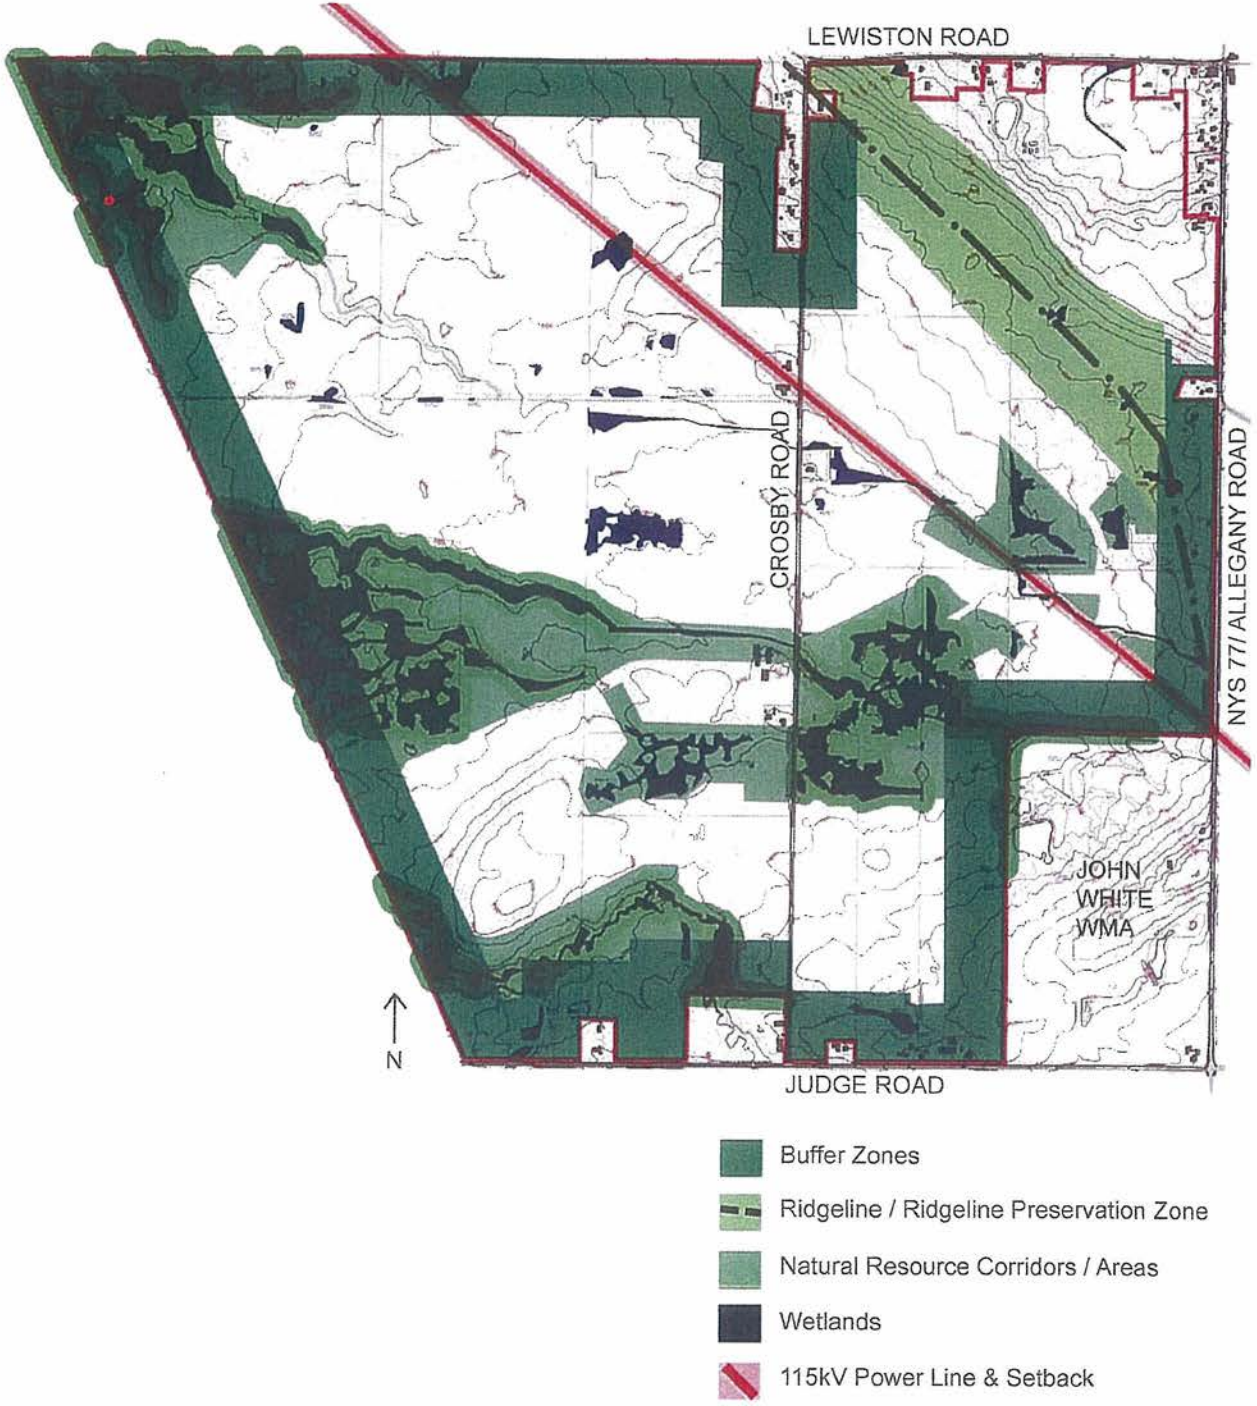 LEWISTON ROAD
CROSBY ROAD
NYS 77// ALLEGANY ROAD
JOHN
WHITE
WMA
N
JUDGE ROAD
Buffer Zones
Ridgeline / Ridgeline Preservation Zone
Natural Resource Corridors / Areas
Wetlands
115kV Power Line & Setback